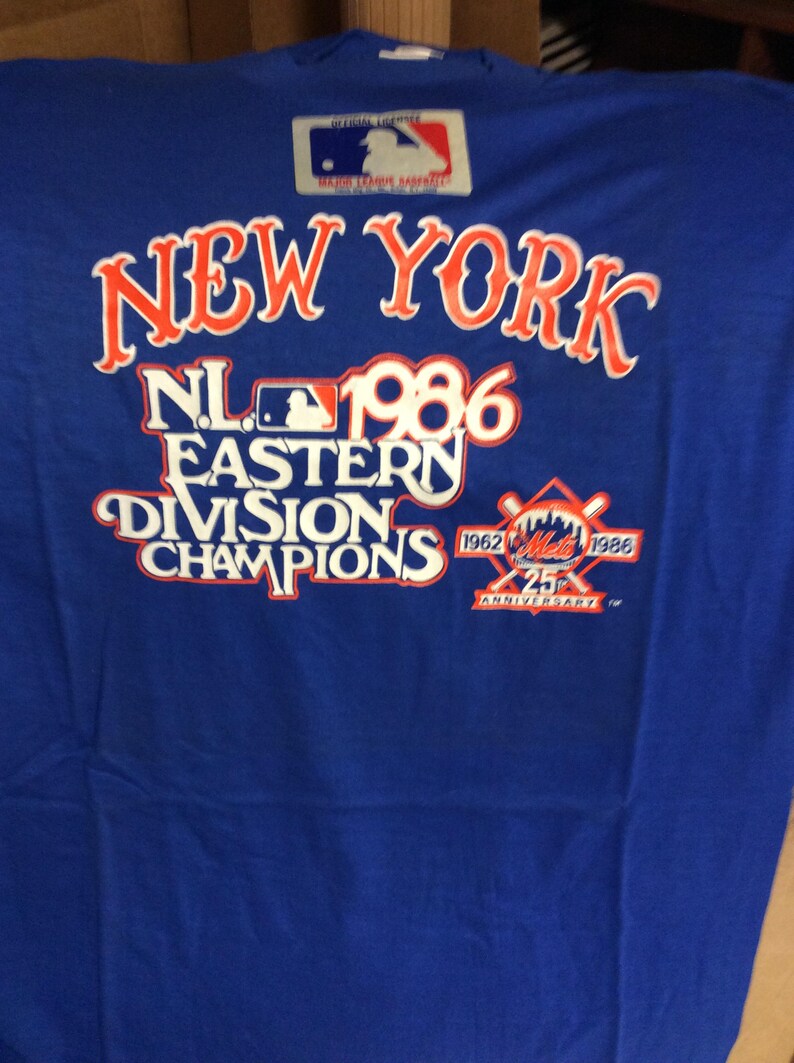 OFFICIAL LICENSEE
MAJOR LEAGUE BASEBALL
NEW YORK
N.L. 1986
EASTERN
DIVISION
CHAMPIONS
1962 Mets 1986
25TH
ANNIVERSARY